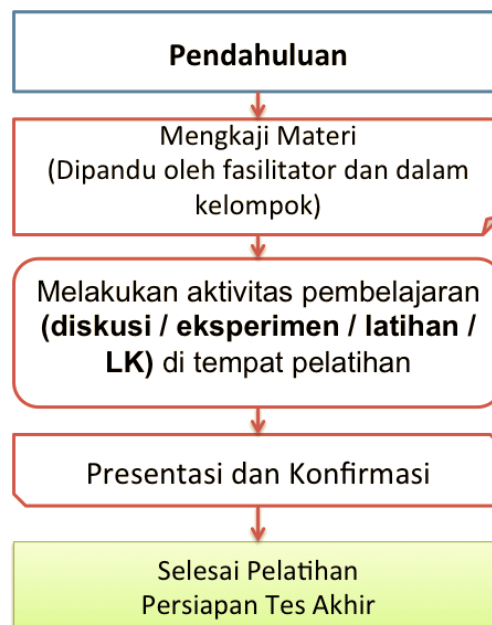 Pendahuluan
Mengkaji Materi
(Dipandu oleh fasilitator dan dalam
kelompok)
Melakukan aktivitas pembelajaran
(diskusi / eksperimen / latihan /
LK) di tempat pelatihan
Presentasi dan Konfirmasi
Selesai Pelatihan
Persiapan Tes Akhir